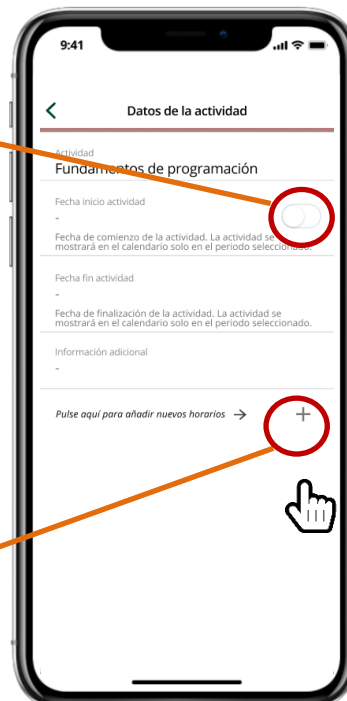 9:41
Datos de la actividad
Actividad
Fundamentos de programación
Fecha inicio actividad
-
Fecha de comienzo de la actividad. La actividad se
mostrará en el calendario solo en el periodo seleccionado.
Fecha fin actividad
-
Fecha de finalización de la actividad. La actividad se
mostrará en el calendario solo en el periodo seleccionado.
Información adicional
-
Pulse aquí para añadir nuevos horarios → +